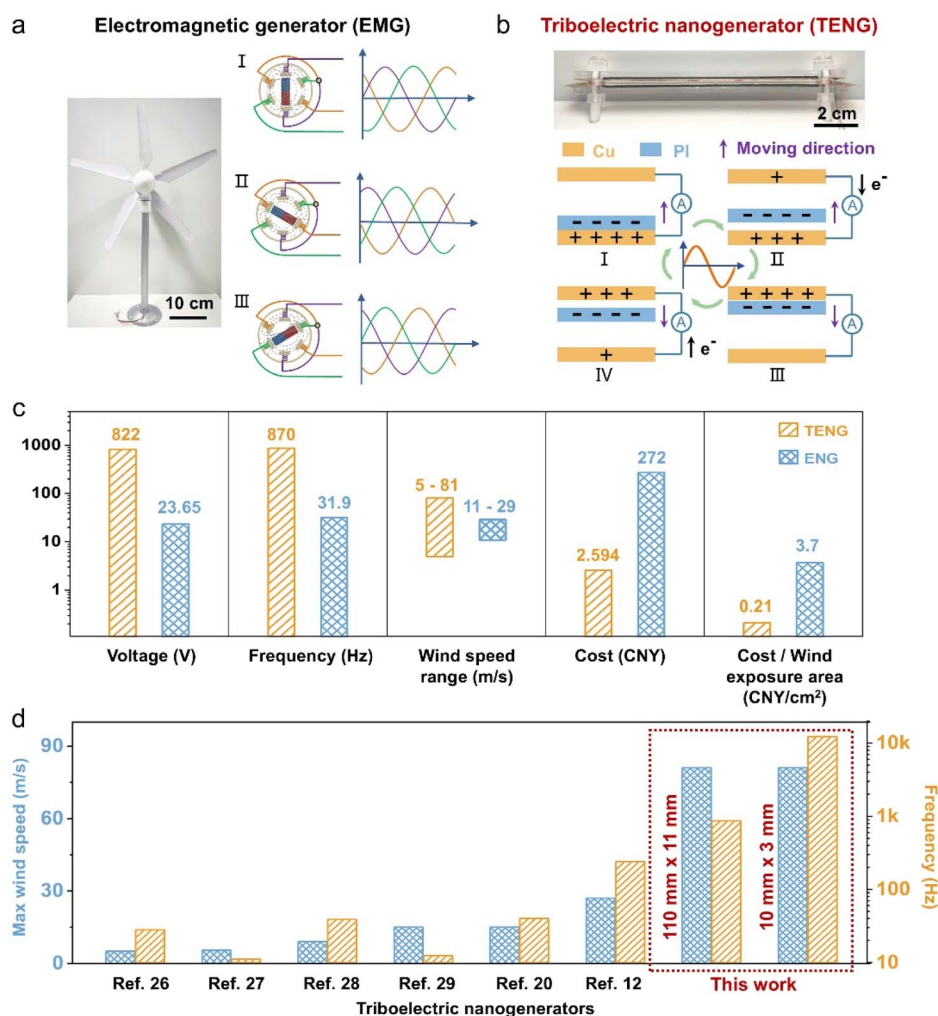 a
Electromagnetic generator (EMG)
I
II
III
10 cm
b
Triboelectric nanogenerator (TENG)
2 cm
Cu
PI
Moving direction
+
e-
A
A
- - - -
- - - -
+ + + +
+ + +
I
II
+ + +
+ + + +
- - - -
- - - -
A
A
+
e-
IV
III
c
1000
100
10
1
822
23.65
870
31.9
5 - 81
11 - 29
2.594
272
0.21
3.7
TENG
ENG
Voltage (V)
Frequency (Hz)
Wind speed
range (m/s)
Cost (CNY)
Cost / Wind
exposure area
(CNY/cm²)
d
Max wind speed (m/s)
90
60
30
0
110 mm x 11 mm
10 mm x 3 mm
10k
1k
100
10
Frequency (Hz)
Ref. 26
Ref. 27
Ref. 28
Ref. 29
Ref. 20
Ref. 12
This work
Triboelectric nanogenerators